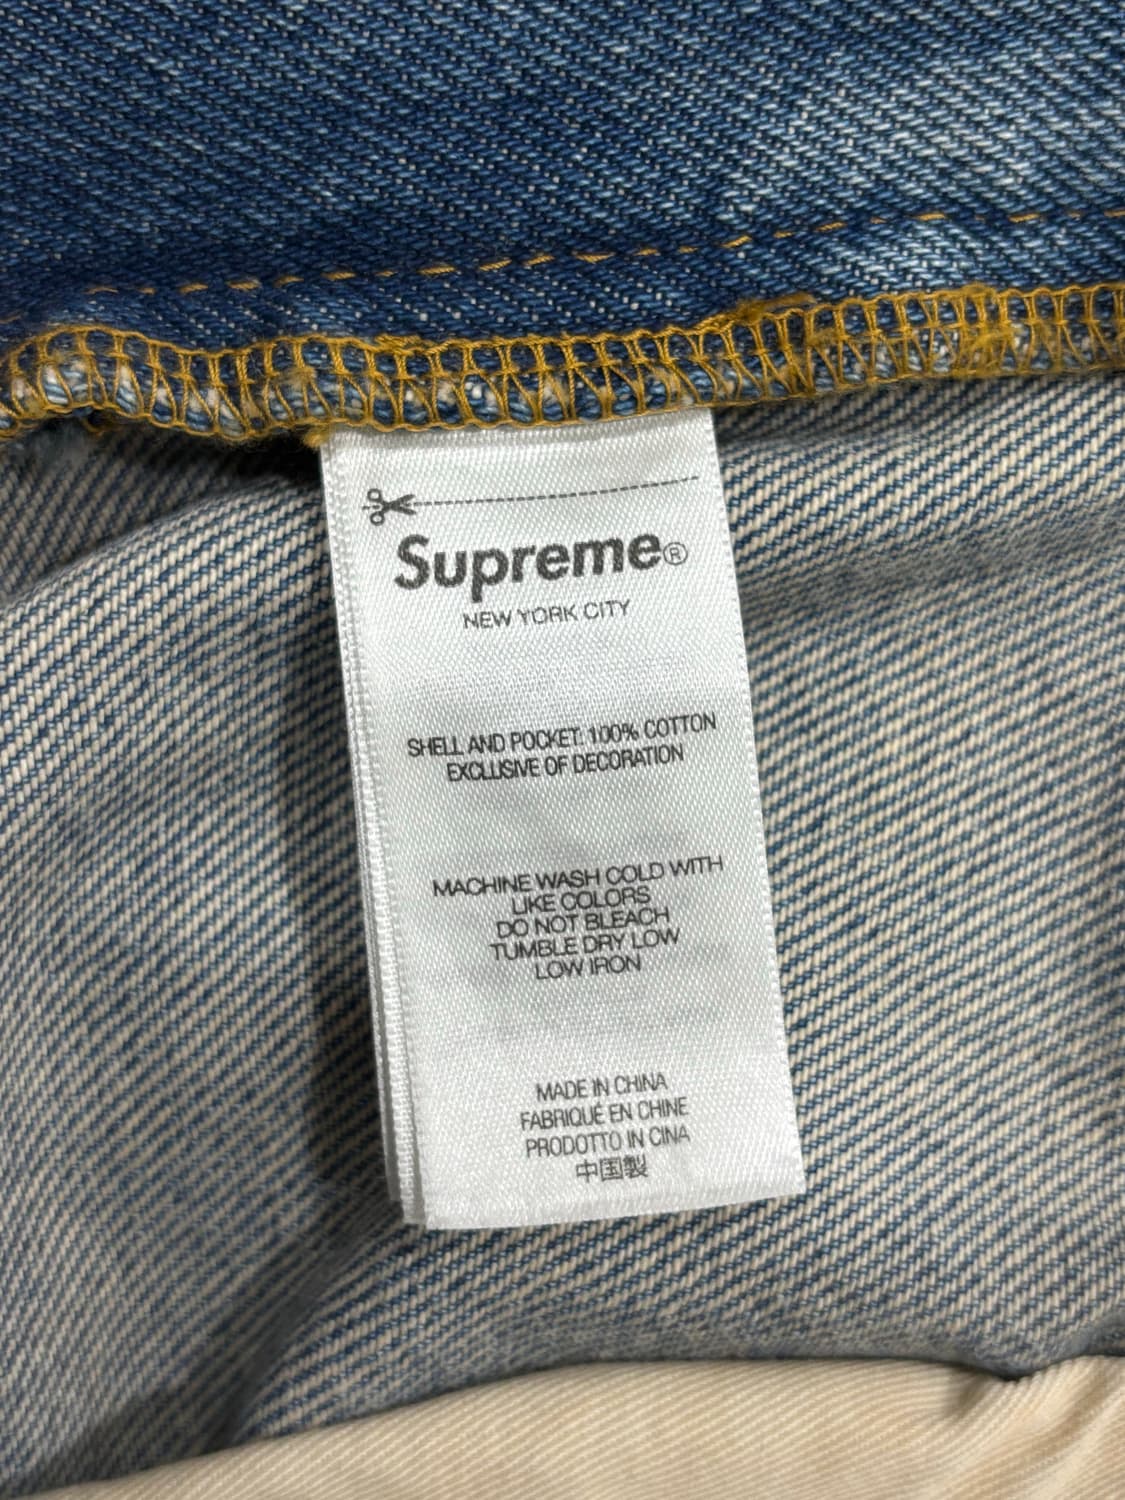 Supreme®
NEW YORK CITY
SHELL AND POCKET: 100% COTTON
EXCLUSIVE OF DECORATION
MACHINE WASH COLD WITH
LIKE COLORS
DO NOT BLEACH
TUMBLE DRY LOW
LOW IRON
MADE IN CHINA
FABRIQUÉ EN CHINE
PRODOTTO IN CINA
中国製